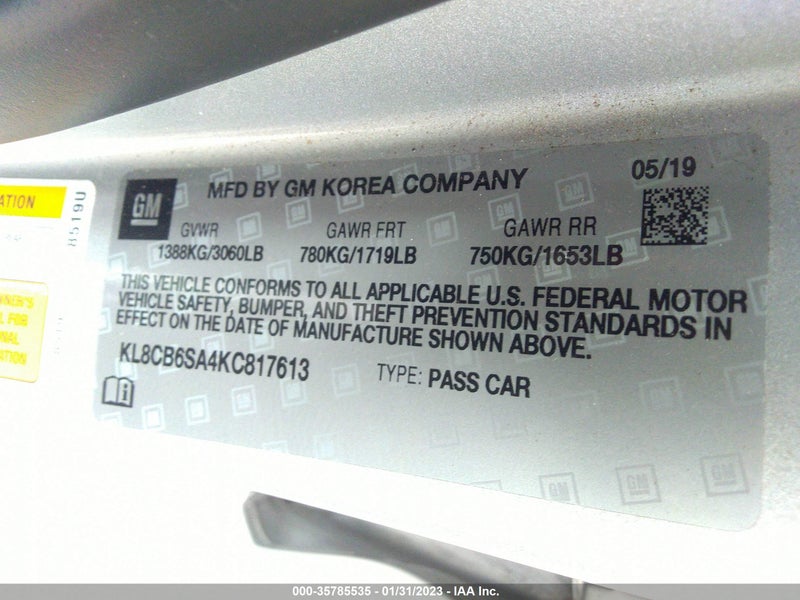 GM
MFD BY GM KOREA COMPANY
05/19
GVWR
GAWR FRT
GAWR RR
1388KG/3060LB
780KG/1719LB
750KG/1653LB
THIS VEHICLE CONFORMS TO ALL APPLICABLE U.S. FEDERAL MOTOR
VEHICLE SAFETY, BUMPER, AND THEFT PREVENTION STANDARDS IN
EFFECT ON THE DATE OF MANUFACTURE SHOWN ABOVE.
KL8CB6SA4KC817613
TYPE: PASS CAR
8519U
000-35785535 - 01/31/2023 - IAA Inc.